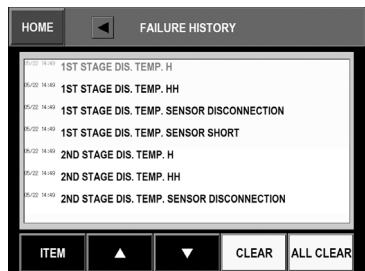 HOME
FAILURE HISTORY
05/22 14:49 1ST STAGE DIS. TEMP. H
05/22 14:49 1ST STAGE DIS. TEMP. HH
05/22 14:49 1ST STAGE DIS. TEMP. SENSOR DISCONNECTION
05/22 14:49 1ST STAGE DIS. TEMP. SENSOR SHORT
05/22 14:49 2ND STAGE DIS. TEMP. H
05/22 14:49 2ND STAGE DIS. TEMP. HH
05/22 14:49 2ND STAGE DIS. TEMP. SENSOR DISCONNECTION
ITEM CLEAR ALL CLEAR